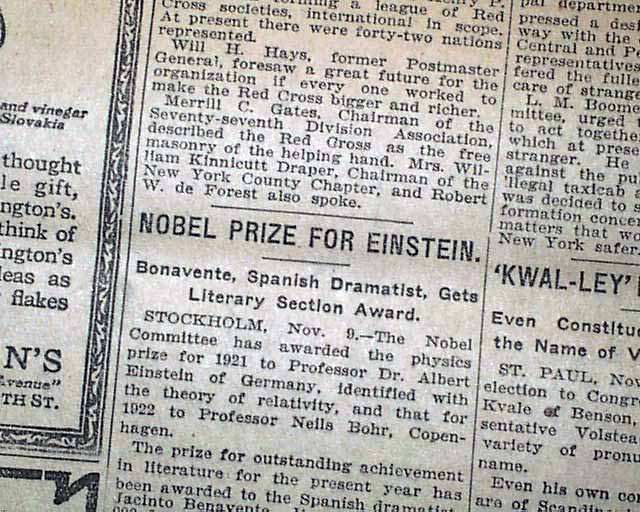 and vinegar
Slovakia
thought
le gift,
ngton's.
think of
ngton's
leas as
flakes
N'S
Avenue"
TH ST.
forming a league of Red
Cross societies, international in scope.
At present there were forty-two nations
represented.
Will H. Hays, former Postmaster
General, foresaw a great future for the
organization if every one worked to
make the Red Cross bigger and richer.
Merrill C. Gates, Chairman of the
Seventy-seventh Division Association,
described the Red Cross as the free
masonry of the helping hand. Mrs. Wil-
liam Kinnicutt Draper, Chairman of the
New York County Chapter, and Robert
W. de Forest also spoke.
NOBEL PRIZE FOR EINSTEIN.
Bonavente, Spanish Dramatist, Gets
Literary Section Award.
STOCKHOLM, Nov. 9.—The Nobel
Committee has awarded the physics
prize for 1921 to Professor Dr. Albert
Einstein of Germany, identified with
the theory of relativity, and that for
1922 to Professor Neils Bohr, Copen-
hagen.
The prize for outstanding achievement
in literature for the present year has
been awarded to the Spanish dramatist
Jacinto Benavente.
pal departme
pressed a desi
way with the
Central and P
representatives
fered the fulle
care of strange
L. M. Boome
mittee, urged t
to act togethe
which at prese
stranger. He
against the pu
illegal taxicab a
was decided to s
formation conce
matters that wo
New York safer.
'KWAL-LEY'
Even Constitu
the Name of V
ST. PAUL, Nov
election to Congr
Kvale of Benson,
sentative Volstea
variety of pronu
name.
Even his own con
are of Scandin